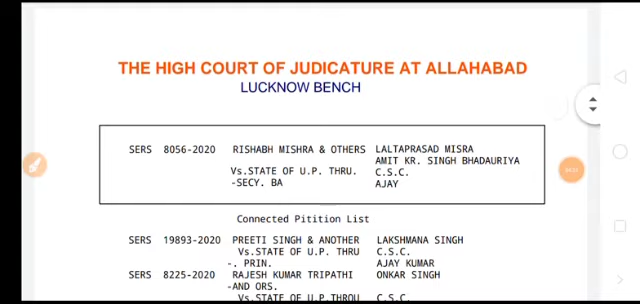 THE HIGH COURT OF JUDICATURE AT ALLAHABAD
LUCKNOW BENCH
SERS 8056-2020 RISHABH MISHRA & OTHERS LALTAPRASAD MISRA
AMIT KR. SINGH BHADAURIYA
Vs.STATE OF U.P. THRU. C.S.C.
-SECY. BA AJAY
Connected Pitition List
SERS 19893-2020 PREETI SINGH & ANOTHER LAKSHMANA SINGH
Vs.STATE OF U.P. THRU C.S.C.
-. PRIN. AJAY KUMAR
SERS 8225-2020 RAJESH KUMAR TRIPATHI ONKAR SINGH
-AND ORS.
Vs.STATE OF U.P.THROU C.S.C.